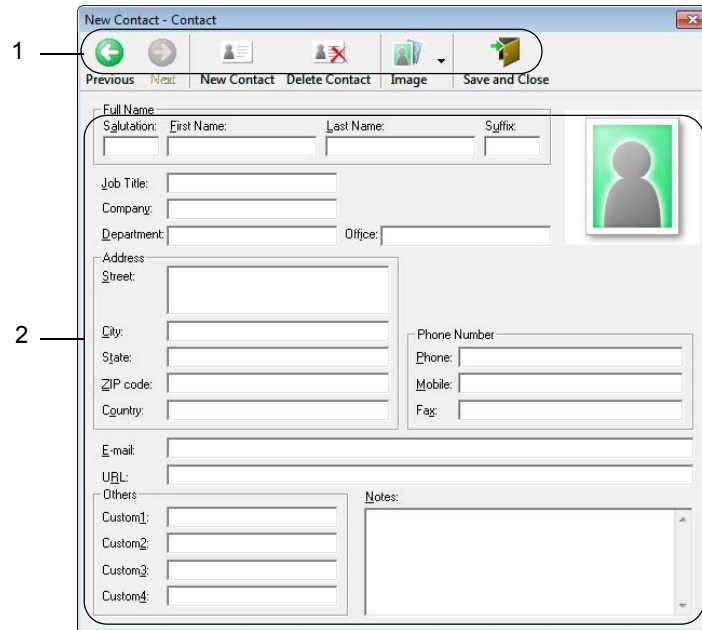 New Contact - Contact
1
Previous Next New Contact Delete Contact Image Save and Close
Full Name
Salutation: First Name: Last Name: Suffix:
Job Title:
Company:
Department: Office:
Address
Street:
2
City:
Phone Number
State:
Phone:
ZIP code:
Mobile:
Country:
Fax:
E-mail:
URL:
Others
Notes:
Custom1:
Custom2:
Custom3:
Custom4: